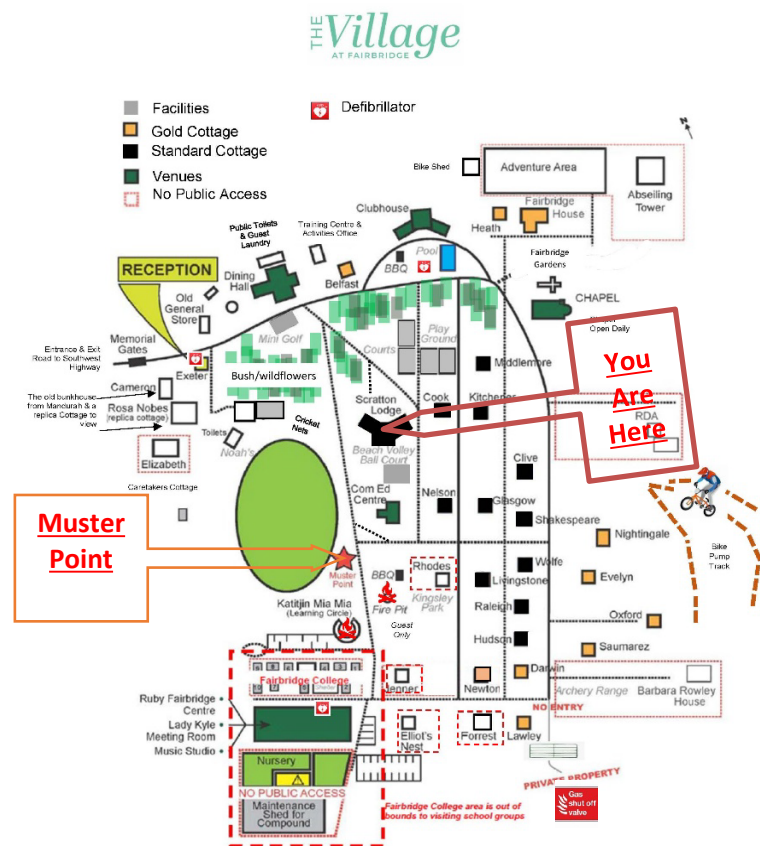 THE
Village
AT FAIRBRIDGE
Facilities
Defibrillator
Gold Cottage
Standard Cottage
Venues
No Public Access
Bike Shed
Adventure Area
Abseiling
Tower
Fairbridge
House
Heath
Clubhouse
Training Centre &
Activities Office
Public Toilets
& Guest
Laundry
BBQ
Pool
Fairbridge
Gardens
RECEPTION
Dining
Hall
Belfast
Old
General
Store
CHAPEL
Open Daily
Mini Golf
Play
Ground
Courts
Memorial
Gates
Entrance & Exit
Road to Southwest
Highway
Exeter
Bush/wildflowers
Middlemore
You
Are
Here
Cameron
The old bunkhouse
from Mandurah & a
replica Cottage to
view
Rosa Nobes
(replica cottage)
Scratton
Lodge
Cook
Kitchener
RDA
Cricket
Nets
Toilets
Noah's
Beach Volley
Ball Court
Elizabeth
Caretakers Cottage
Clive
Com Ed
Centre
Nelson
Glasgow
Shakespeare
Bike
Pump
Track
Nightingale
Muster
Point
Muster
Point
BBQ
Rhodes
Wolfe
Livingstone
Evelyn
Katitjin Mia Mia
(Learning Circle)
Fire Pit
Kingsley
Park
Guest
Only
Raleigh
Oxford
Hudson
Saumarez
Fairbridge College
Jenner
Newton
Darwin
Archery Range
Barbara Rowley
House
NO ENTRY
Ruby Fairbridge
Centre
Lady Kyle
Meeting Room
Music Studio
Elliot's
Nest
Forrest
Lawley
Nursery
NO PUBLIC ACCESS
Maintenance
Shed for
Compound
PRIVATE PROPERTY
Gas
shut off
valve
Fairbridge College area is out of
bounds to visiting school groups